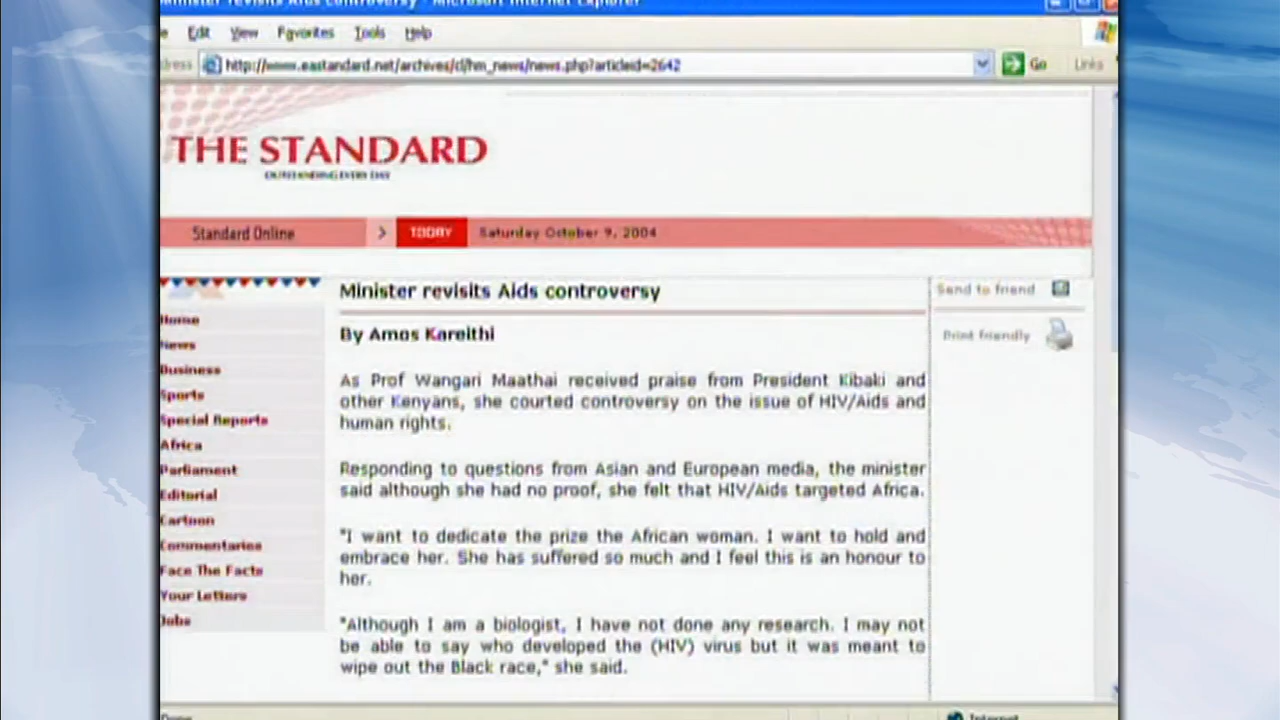 Minister revisits Aids controversy - Microsoft Internet Explorer
Edit View Favorites Tools Help
http://www.eastandard.net/archives/cl/hm_news/news.php?articleid=2642
Go
Links
THE STANDARD
OUTSTANDING EVERY DAY
Standard Online
> TODAY Saturday October 9, 2004
Home
News
Business
Sports
Special Reports
Africa
Parliament
Editorial
Cartoon
Commentaries
Face The Facts
Your Letters
Jobs
Minister revisits Aids controversy
By Amos Kareithi
As Prof Wangari Maathai received praise from President Kibaki and
other Kenyans, she courted controversy on the issue of HIV/Aids and
human rights.
Responding to questions from Asian and European media, the minister
said although she had no proof, she felt that HIV/Aids targeted Africa.
"I want to dedicate the prize the African woman. I want to hold and
embrace her. She has suffered so much and I feel this is an honour to
her.
"Although I am a biologist, I have not done any research. I may not
be able to say who developed the (HIV) virus but it was meant to
wipe out the Black race," she said.
Send to friend
Print friendly
Done
Internet